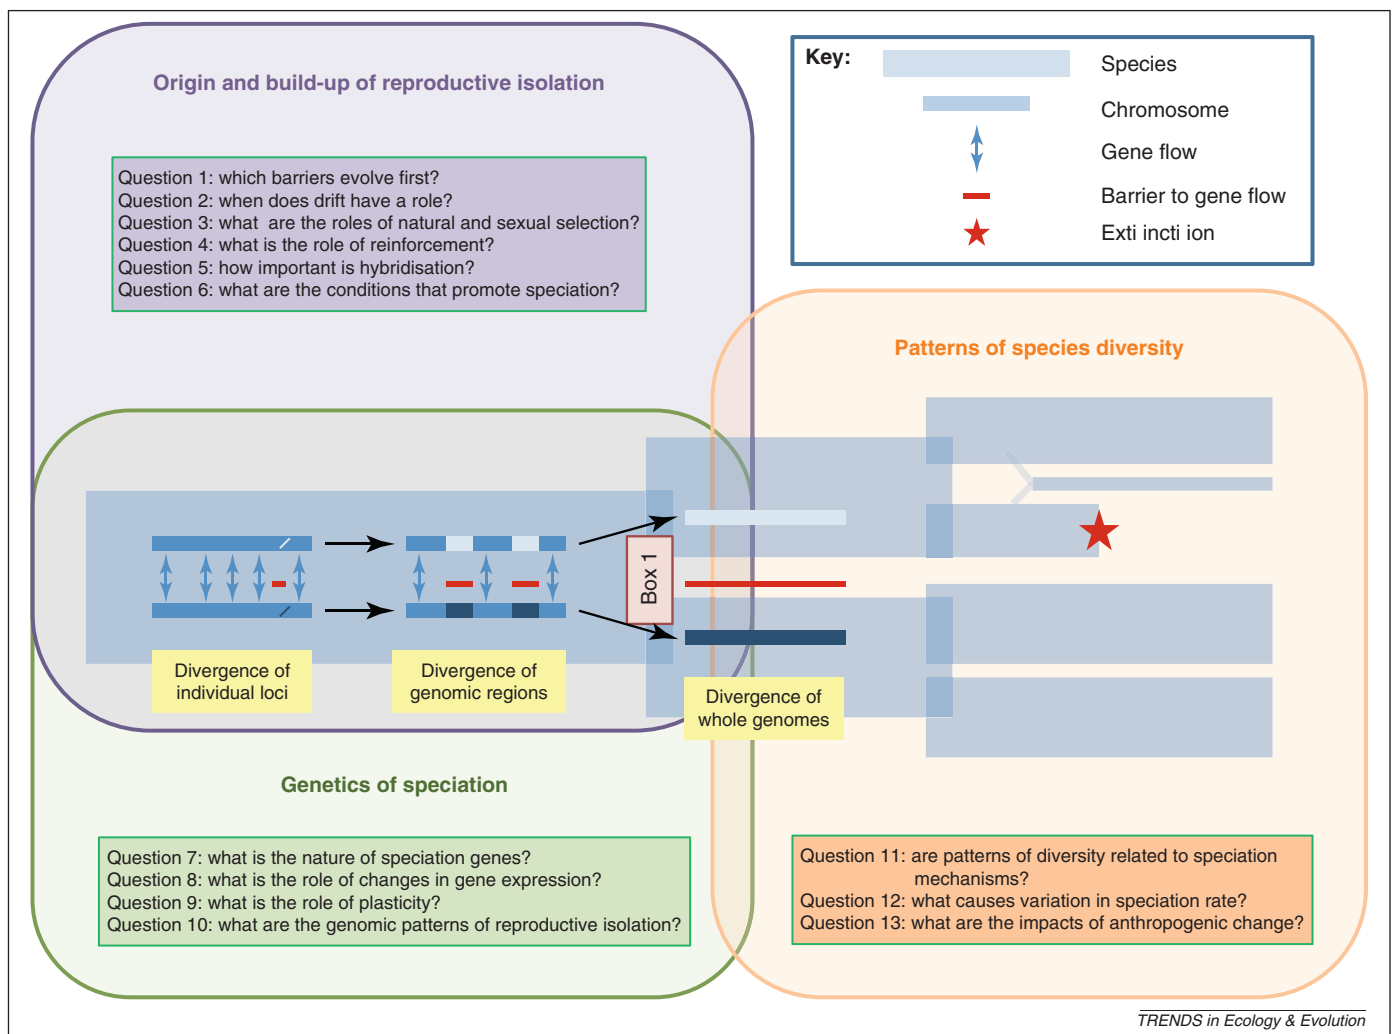 Origin and build-up of reproductive isolation
Question 1: which barriers evolve first?
Question 2: when does drift have a role?
Question 3: what are the roles of natural and sexual selection?
Question 4: what is the role of reinforcement?
Question 5: how important is hybridisation?
Question 6: what are the conditions that promote speciation?
Key:
Species
Chromosome
Gene flow
Barrier to gene flow
Exti incti ion
Patterns of species diversity
Box 1
Divergence of
individual loci
Divergence of
genomic regions
Divergence of
whole genomes
Genetics of speciation
Question 7: what is the nature of speciation genes?
Question 8: what is the role of changes in gene expression?
Question 9: what is the role of plasticity?
Question 10: what are the genomic patterns of reproductive isolation?
Question 11: are patterns of diversity related to speciation
mechanisms?
Question 12: what causes variation in speciation rate?
Question 13: what are the impacts of anthropogenic change?
TRENDS in Ecology & Evolution